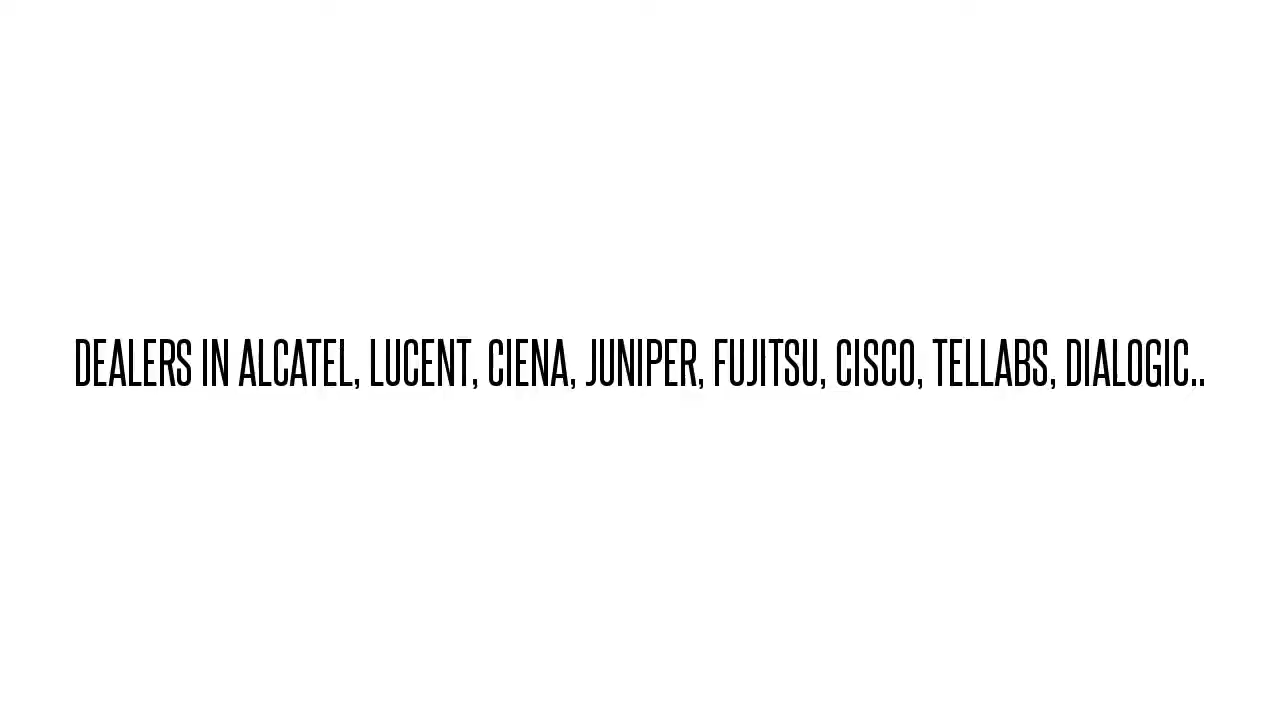 DEALERS IN ALCATEL, LUCENT, CIENA, JUNIPER, FUJITSU, CISCO, TELLABS, DIALOGIC..